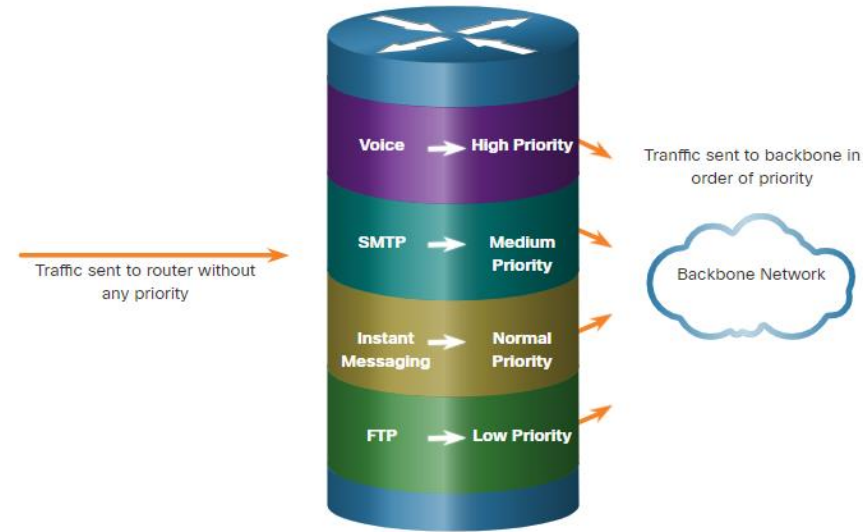 Voice High Priority
Tranffic sent to backbone in
order of priority
SMTP Medium
Priority
Traffic sent to router without
any priority
Backbone Network
Instant Normal
Messaging Priority
FTP Low Priority